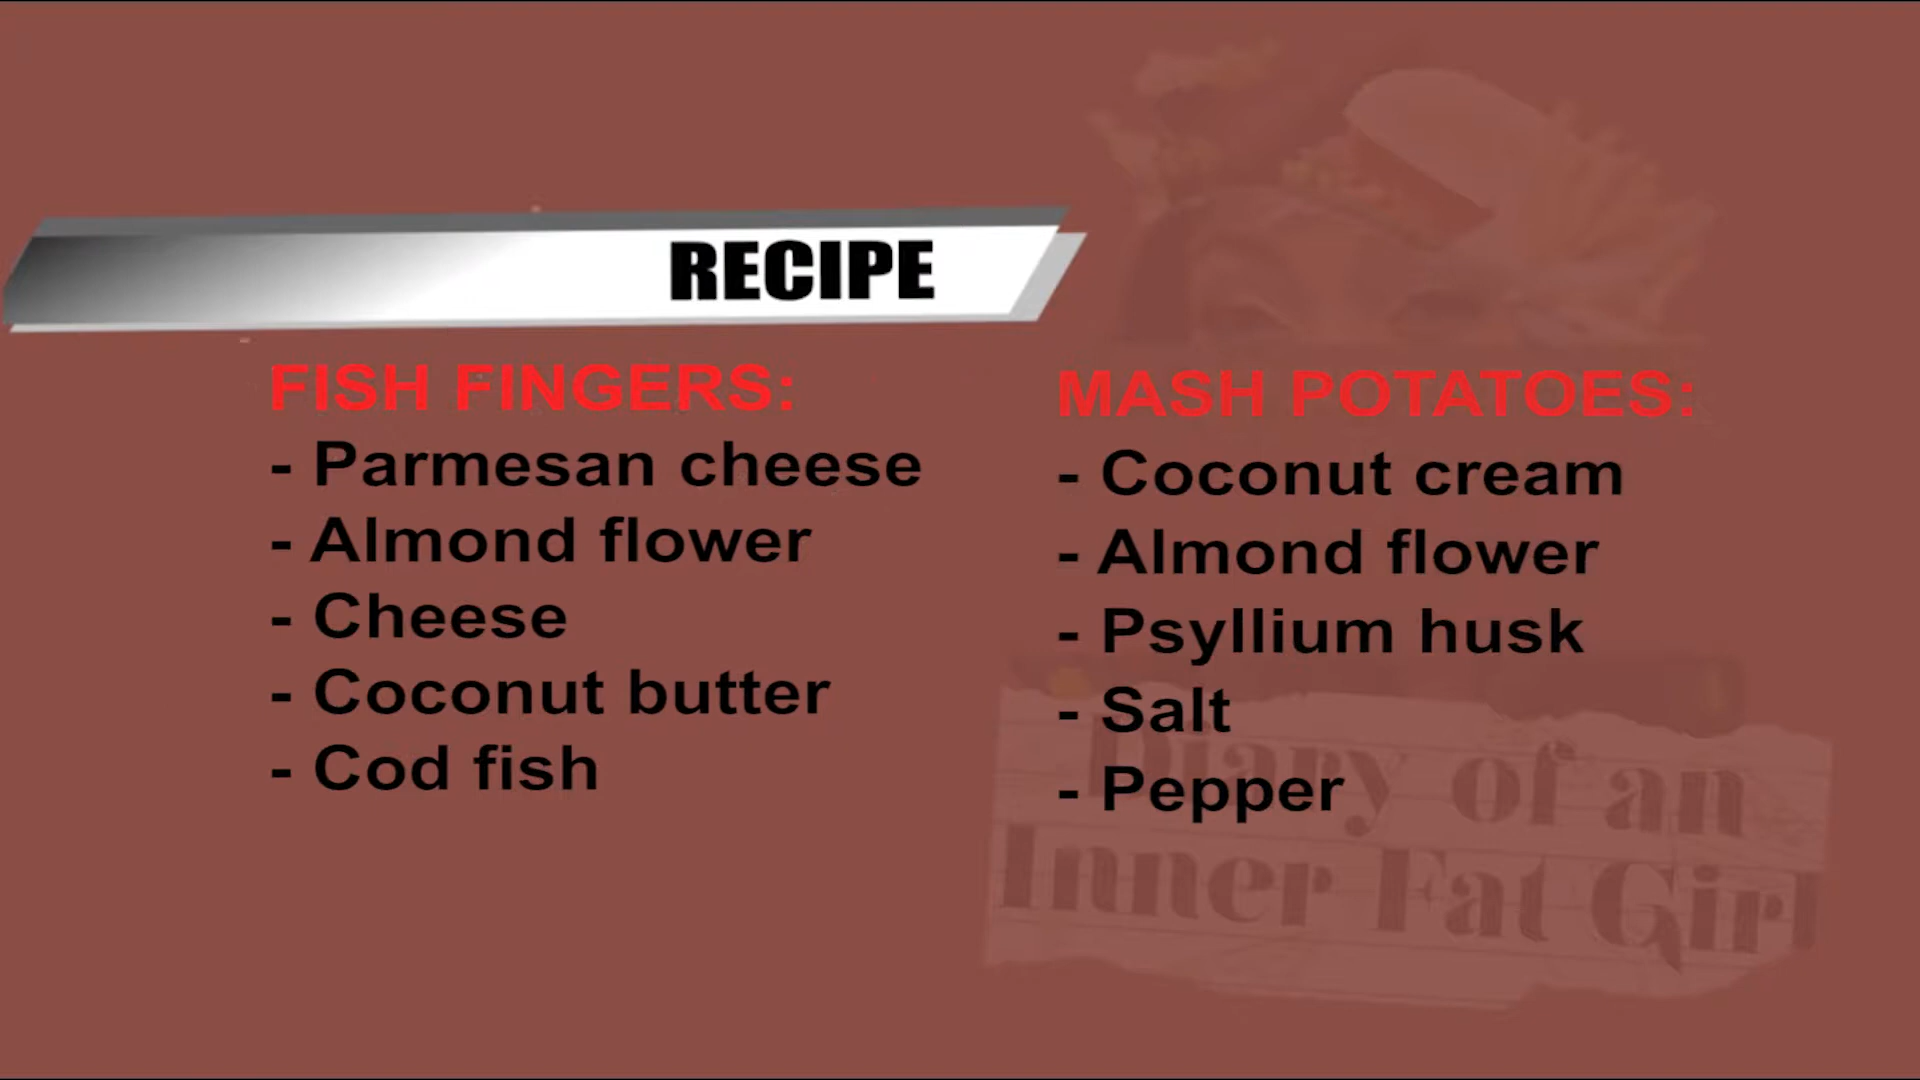 RECIPE
FISH FINGERS:
- Parmesan cheese
- Almond flower
- Cheese
- Coconut butter
- Cod fish
MASH POTATOES:
- Coconut cream
- Almond flower
- Psyllium husk
- Salt
- Pepper
Diary of an
Inner Fat Girl